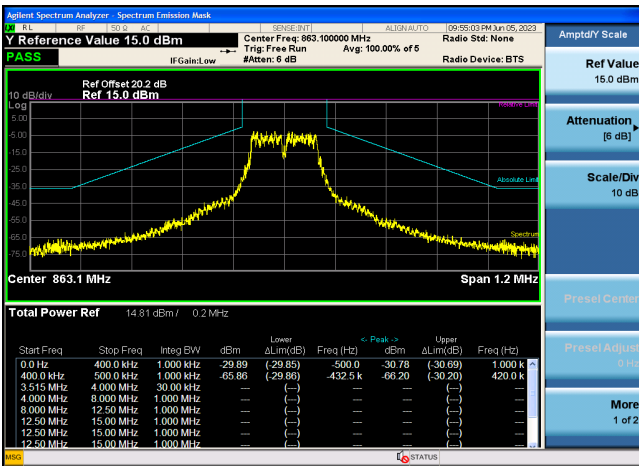 Agilent Spectrum Analyzer - Spectrum Emission Mask
RL RF 50 Ω AC SENSE:INT ALIGN AUTO 09:55:03 PM Jun 05, 2023
Y Reference Value 15.0 dBm
Center Freq: 863.100000 MHz
Radio Std: None
Trig: Free Run Avg: 100.00% of 5
PASS
IFGain:Low
#Atten: 6 dB
Radio Device: BTS
Amptd/Y Scale
Ref Value
15.0 dBm
Attenuation
[6 dB]
Scale/Div
10 dB
Presel Center
Presel Adjust
0 Hz
More
1 of 2
Ref Offset 20.2 dB
10 dB/div Ref 15.0 dBm
Log
Relative Limit
5.00
-5.00
-15.0
-25.0
Absolute Limit
-35.0
-45.0
-55.0
Spectrum
-65.0
-75.0
Center 863.1 MHz
Span 1.2 MHz
Total Power Ref 14.81 dBm / 0.2 MHz
Lower <- Peak -> Upper
Start Freq Stop Freq Integ BW dBm ΔLim(dB) Freq (Hz) dBm ΔLim(dB) Freq (Hz)
0.0 Hz 400.0 kHz 1.000 kHz -29.89 (-29.85) -500.0 -30.78 (-30.69) 1.000 k
400.0 kHz 500.0 kHz 1.000 kHz -65.86 (-29.86) -432.5 k -66.20 (-30.20) 420.0 k
3.515 MHz 4.000 MHz 30.00 kHz --- (---) --- --- (---) ---
4.000 MHz 8.000 MHz 1.000 MHz --- (---) --- --- (---) ---
8.000 MHz 12.50 MHz 1.000 MHz --- (---) --- --- (---) ---
12.50 MHz 15.00 MHz 1.000 MHz --- (---) --- --- (---) ---
12.50 MHz 15.00 MHz 1.000 MHz --- (---) --- --- (---) ---
12.50 MHz 15.00 MHz 1.000 MHz --- (---) --- --- (---) ---
MSG
STATUS